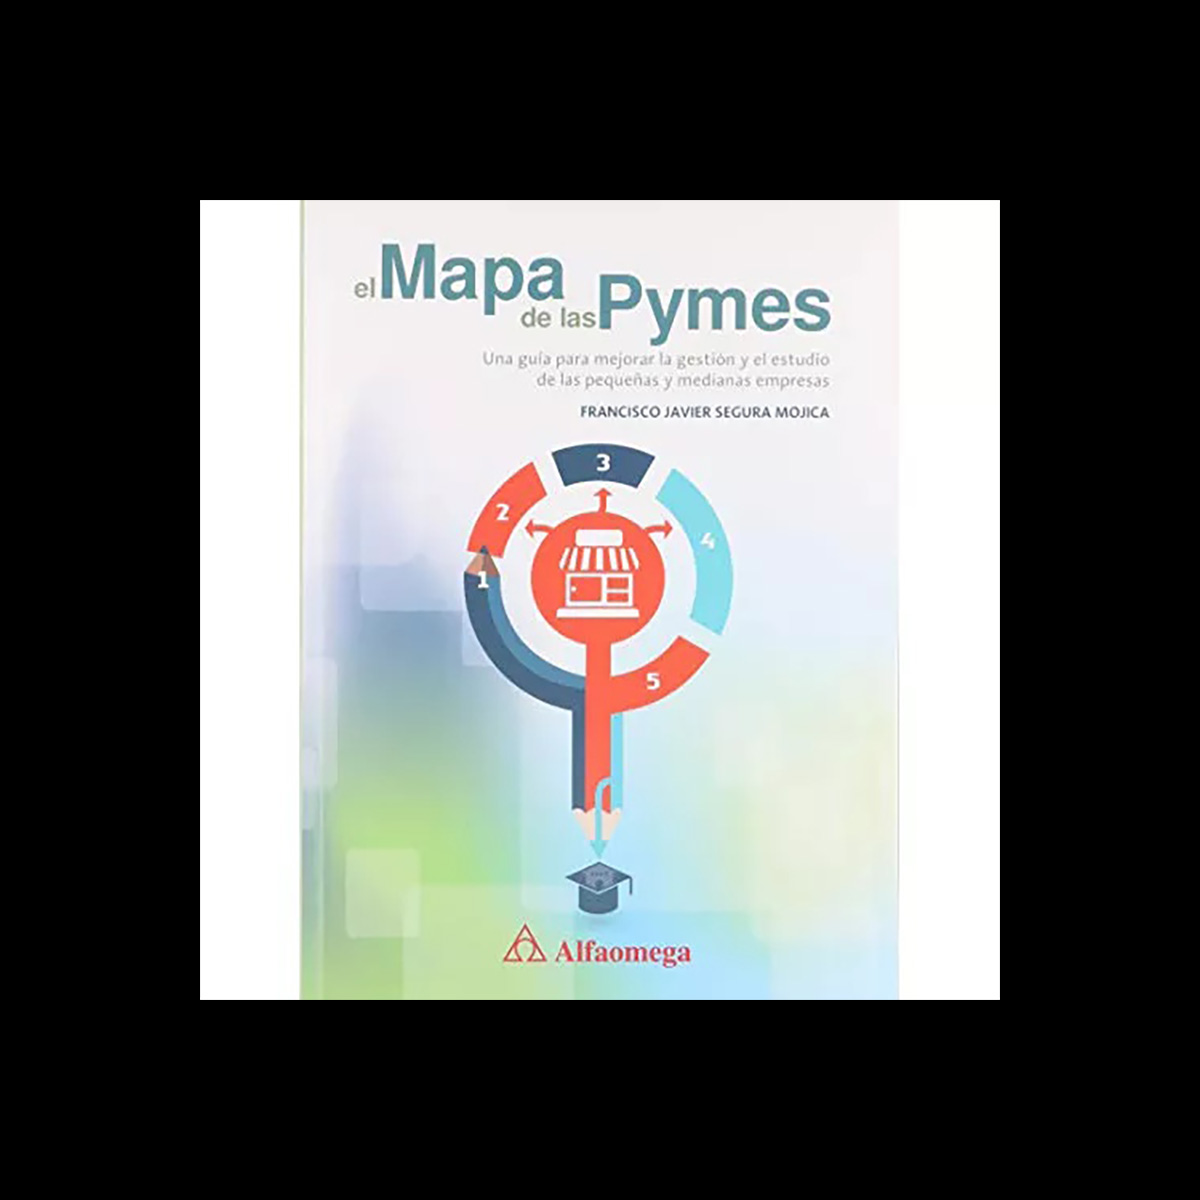 el Mapa
de las Pymes
Una guía para mejorar la gestión y el estudio
de las pequeñas y medianas empresas
FRANCISCO JAVIER SEGURA MOJICA
3
2
4
1
5
Alfaomega